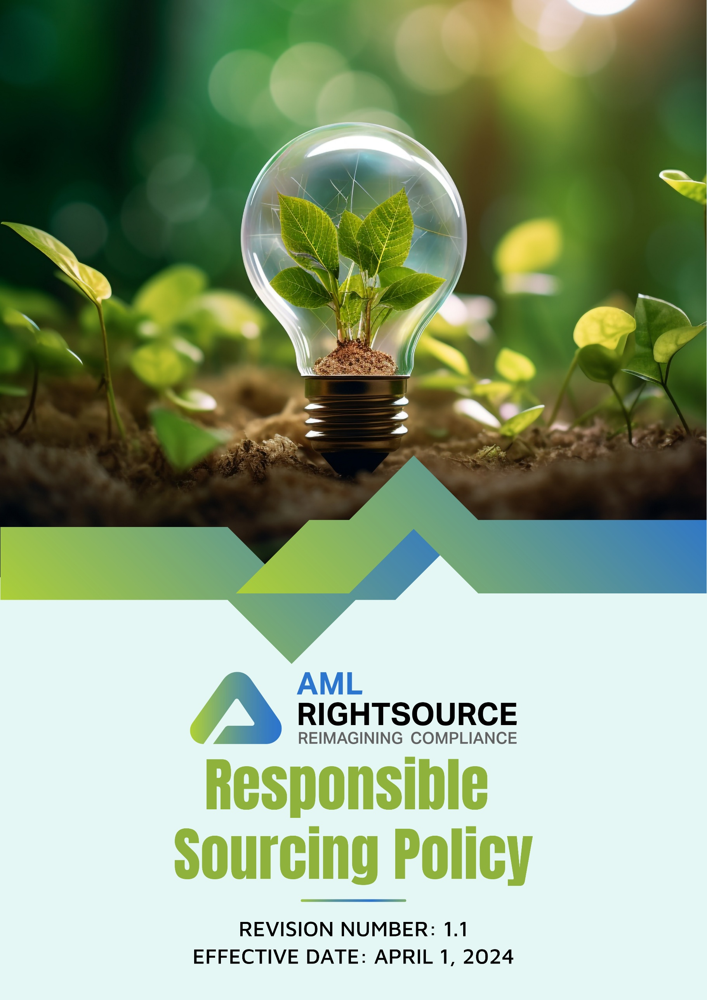 AML
RIGHTSOURCE
REIMAGINING COMPLIANCE
Responsible
Sourcing Policy
REVISION NUMBER: 1.1
EFFECTIVE DATE: APRIL 1, 2024